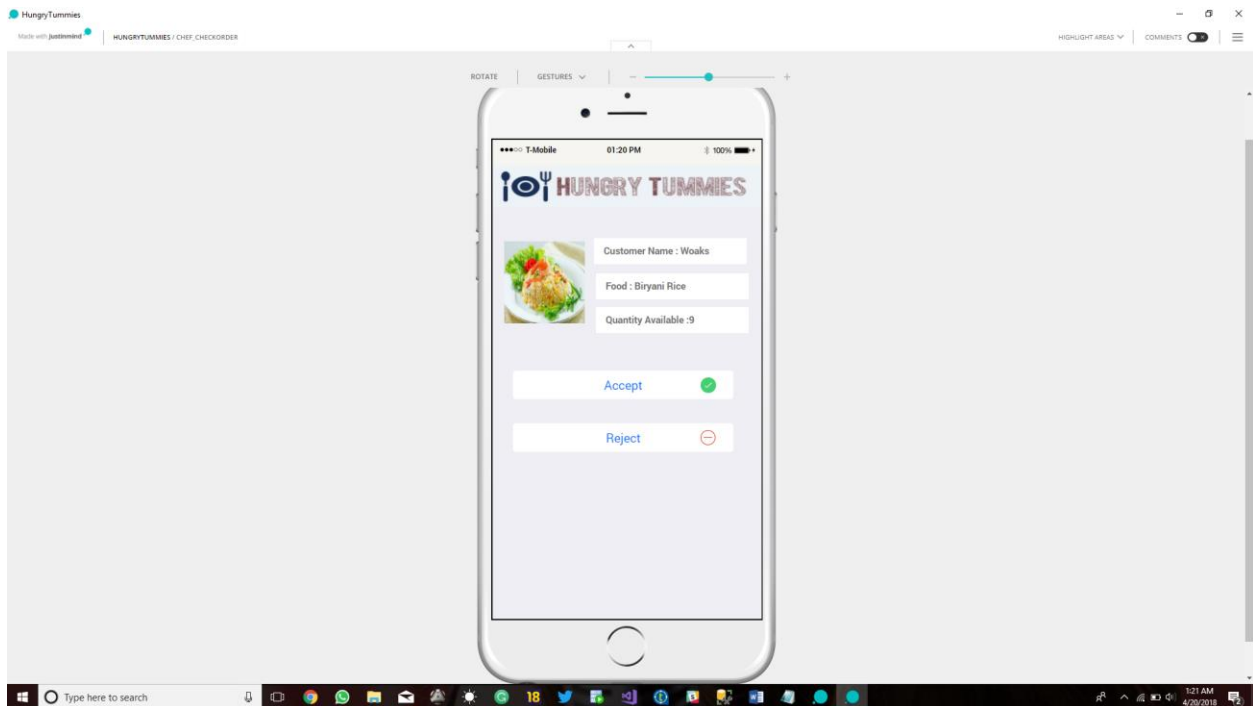 HungryTummies
Made with justinmind
HUNGRYTUMMIES / CHEF_CHECKORDER
HIGHLIGHT AREAS
COMMENTS
ROTATE
GESTURES
T-Mobile
01:20 PM
100%
HUNGRY TUMMIES
Customer Name : Woaks
Food : Biryani Rice
Quantity Available :9
Accept
Reject
Type here to search
18
1:21 AM
4/20/2018